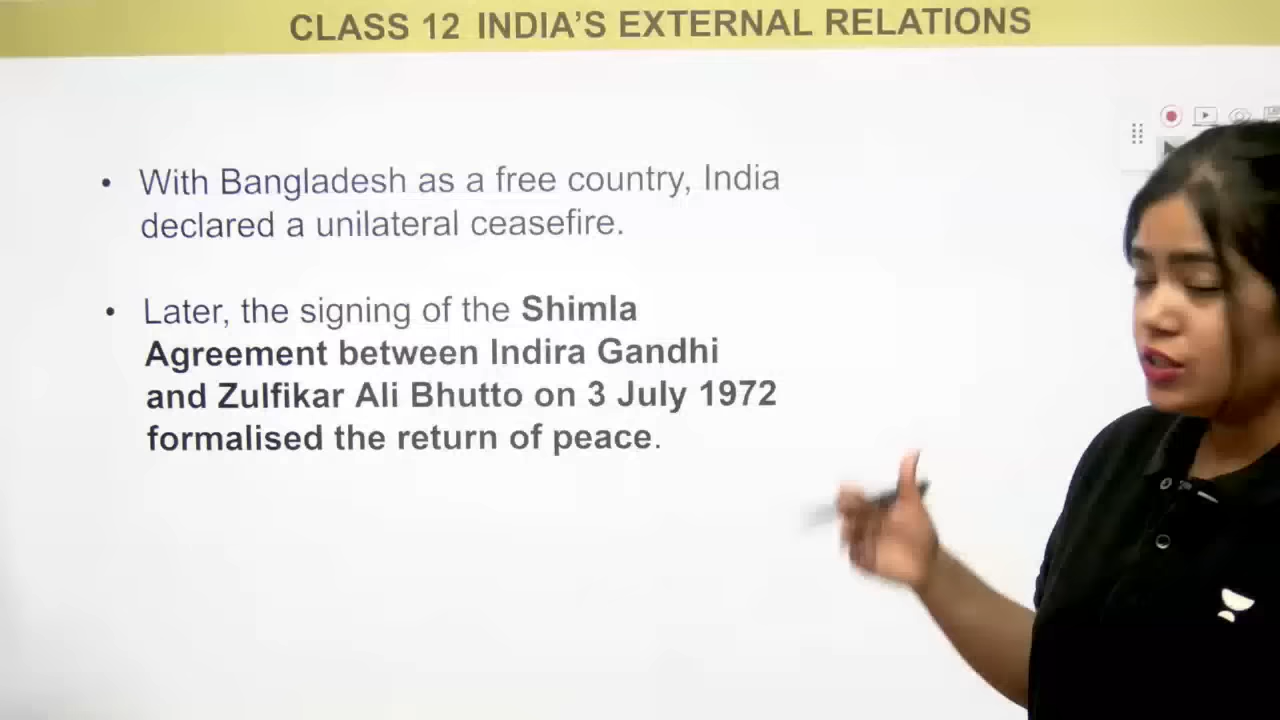 CLASS 12 INDIA'S EXTERNAL RELATIONS
• With Bangladesh as a free country, India
declared a unilateral ceasefire.
• Later, the signing of the Shimla
Agreement between Indira Gandhi
and Zulfikar Ali Bhutto on 3 July 1972
formalised the return of peace.